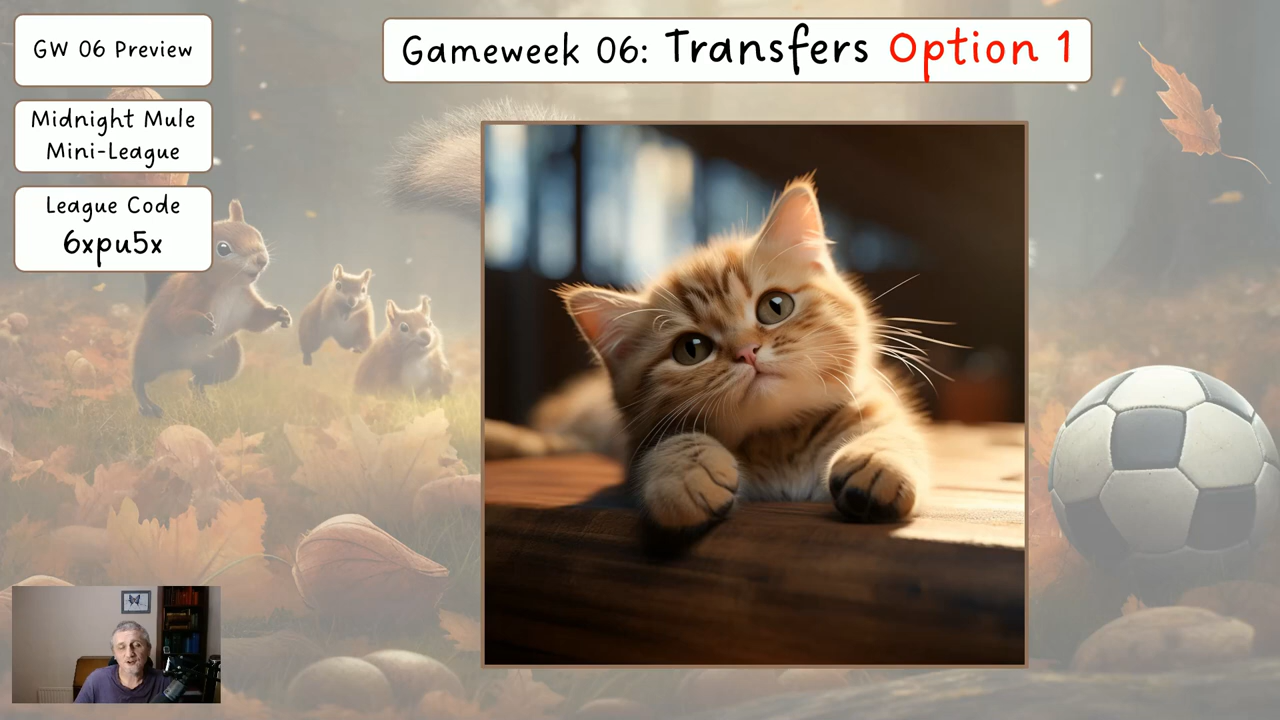 GW 06 Preview
Midnight Mule
Mini-League
League Code
6xpu5x
Gameweek 06: Transfers Option 1